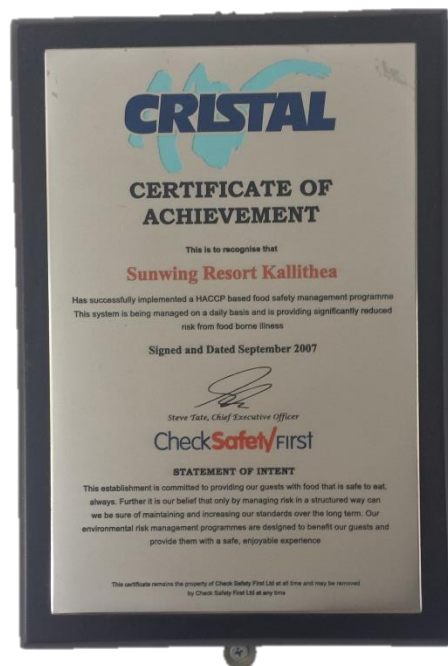 CRISTAL
CERTIFICATE OF
ACHIEVEMENT
This is to recognise that
Sunwing Resort Kallithea
Has successfully implemented a HACCP based food safety management programme
This system is being managed on a daily basis and is providing significantly reduced
risk from food borne illness
Signed and Dated September 2007
Steve Tate, Chief Executive Officer
CheckSafetyFirst
STATEMENT OF INTENT
This establishment is committed to providing our guests with food that is safe to eat,
always. Further it is our belief that only by managing risk in a structured way can
we be sure of maintaining and increasing our standards over the long term. Our
environmental risk management programmes are designed to benefit our guests and
provide them with a safe, enjoyable experience
This certificate remains the property of Check Safety First Ltd at all time and may be removed
by Check Safety First Ltd at any time